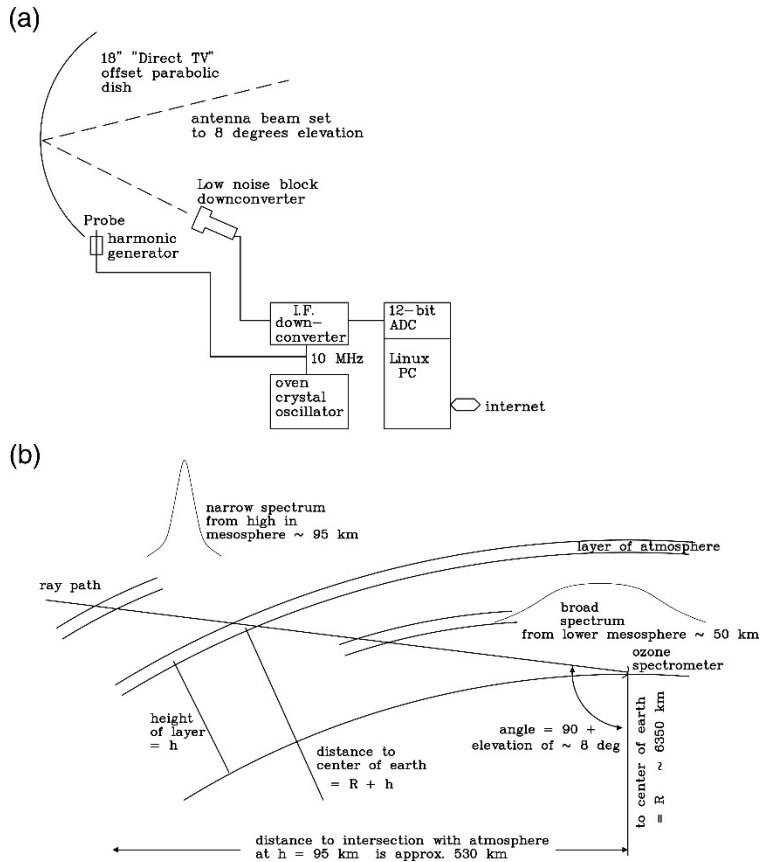 (a)
18" "Direct TV"
offset parabolic
dish
antenna beam set
to 8 degrees elevation
Low noise block
downconverter
Probe
harmonic
generator
I.F.
down-
converter
12-bit
ADC
10 MHz
Linux
PC
oven
crystal
oscillator
internet
(b)
narrow spectrum
from high in
mesosphere ~ 95 km
layer of atmosphere
ray path
broad
spectrum
from lower mesosphere ~ 50 km
ozone
spectrometer
height
of layer
= h
distance to
center of earth
= R + h
angle = 90 +
elevation of ~ 8 deg
to center of earth
= R ~ 6350 km
distance to intersection with atmosphere
at h = 95 km is approx. 530 km